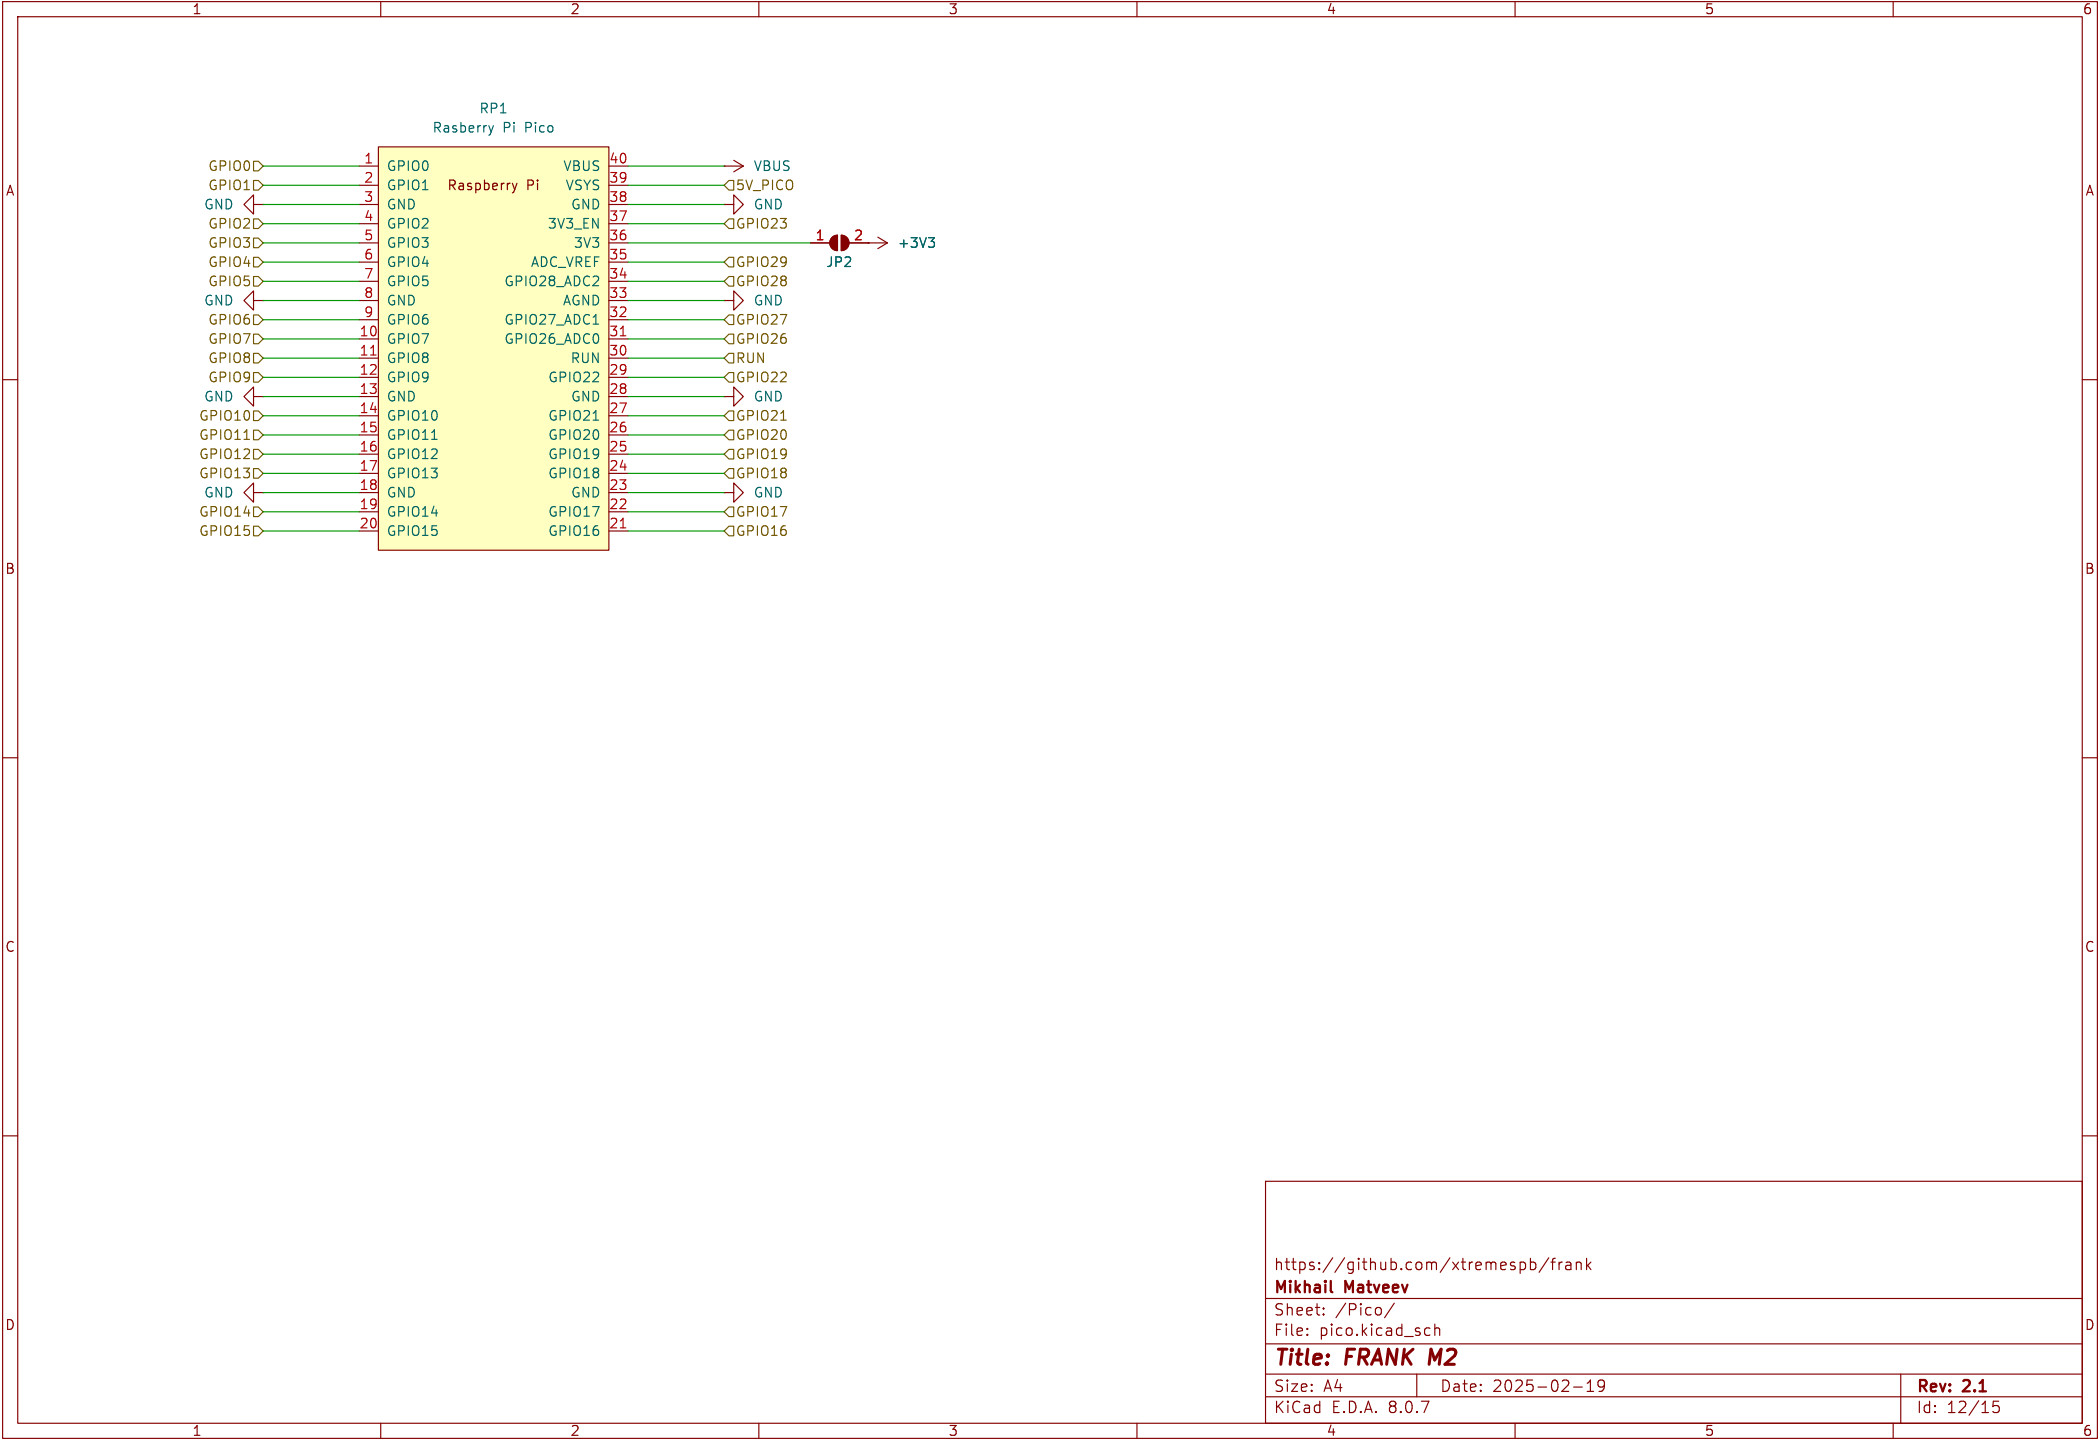 1 2 3 4 5 6
RP1
Rasberry Pi Pico
Raspberry Pi
GPIO0 1 GPIO0 VBUS 40 VBUS
GPIO1 2 GPIO1 VSYS 39 5V_PICO
GND 3 GND GND 38 GND
GPIO2 4 GPIO2 3V3_EN 37 GPIO23
GPIO3 5 GPIO3 3V3 36 1 2 +3V3
JP2
GPIO4 6 GPIO4 ADC_VREF 35 GPIO29
GPIO5 7 GPIO5 GPIO28_ADC2 34 GPIO28
GND 8 GND AGND 33 GND
GPIO6 9 GPIO6 GPIO27_ADC1 32 GPIO27
GPIO7 10 GPIO7 GPIO26_ADC0 31 GPIO26
GPIO8 11 GPIO8 RUN 30 RUN
GPIO9 12 GPIO9 GPIO22 29 GPIO22
GND 13 GND GND 28 GND
GPIO10 14 GPIO10 GPIO21 27 GPIO21
GPIO11 15 GPIO11 GPIO20 26 GPIO20
GPIO12 16 GPIO12 GPIO19 25 GPIO19
GPIO13 17 GPIO13 GPIO18 24 GPIO18
GND 18 GND GND 23 GND
GPIO14 19 GPIO14 GPIO17 22 GPIO17
GPIO15 20 GPIO15 GPIO16 21 GPIO16
A A
B B
C C
D D
https://github.com/xtremespb/frank
Mikhail Matveev
Sheet: /Pico/
File: pico.kicad_sch
Title: FRANK M2
Size: A4 Date: 2025-02-19 Rev: 2.1
KiCad E.D.A. 8.0.7 Id: 12/15
1 2 3 4 5 6